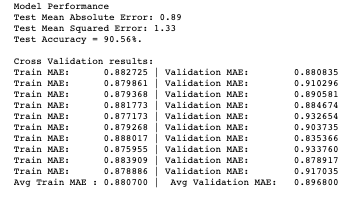 Model Performance
Test Mean Absolute Error: 0.89
Test Mean Squared Error: 1.33
Test Accuracy = 90.56%.

Cross Validation results:
Train MAE: 0.882725 | Validation MAE: 0.880835
Train MAE: 0.879861 | Validation MAE: 0.910296
Train MAE: 0.879368 | Validation MAE: 0.890581
Train MAE: 0.881773 | Validation MAE: 0.884674
Train MAE: 0.877173 | Validation MAE: 0.932654
Train MAE: 0.879268 | Validation MAE: 0.903735
Train MAE: 0.888017 | Validation MAE: 0.835366
Train MAE: 0.875955 | Validation MAE: 0.933760
Train MAE: 0.883909 | Validation MAE: 0.878917
Train MAE: 0.878886 | Validation MAE: 0.917035
Avg Train MAE : 0.880700 | Avg Validation MAE: 0.896800